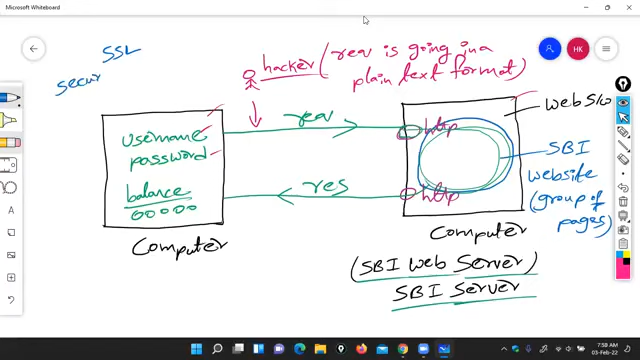 Microsoft Whiteboard
HK
SSL
Secur
hacker (req is going in a
plain text format)
username
password
balance
00000
Computer
req
res
http
http
Web S/W
SBI
website
(group of
pages)
Computer
(SBI Web Server)
SBI Server
7:58 AM
03-Feb-22